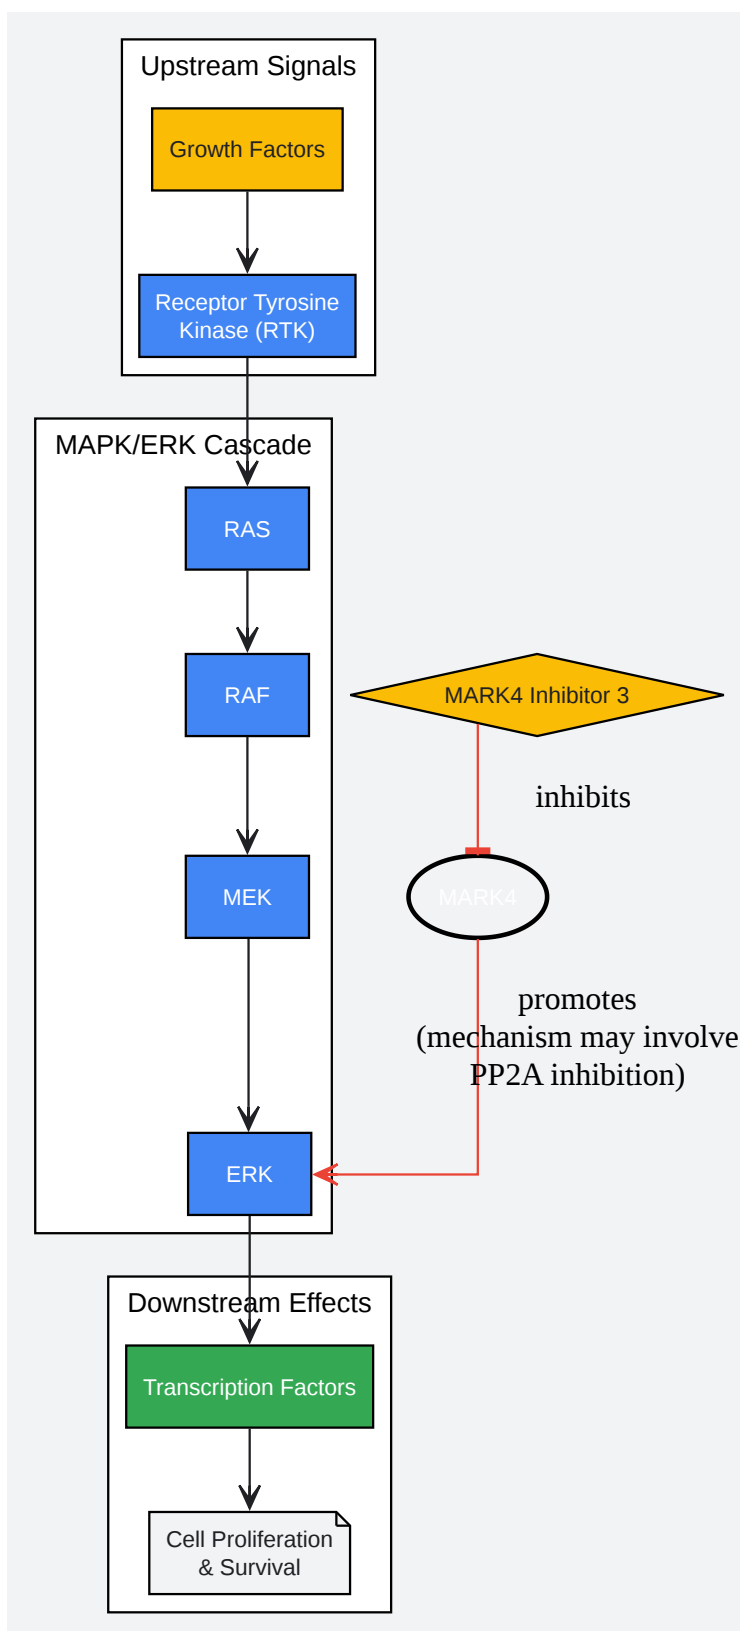 Upstream Signals
Growth Factors
Receptor Tyrosine
Kinase (RTK)
MAPK/ERK Cascade
RAS
RAF
MARK4 Inhibitor 3
inhibits
MEK
MARK4
promotes
(mechanism may involve
PP2A inhibition)
ERK
Downstream Effects
Transcription Factors
Cell Proliferation
& Survival